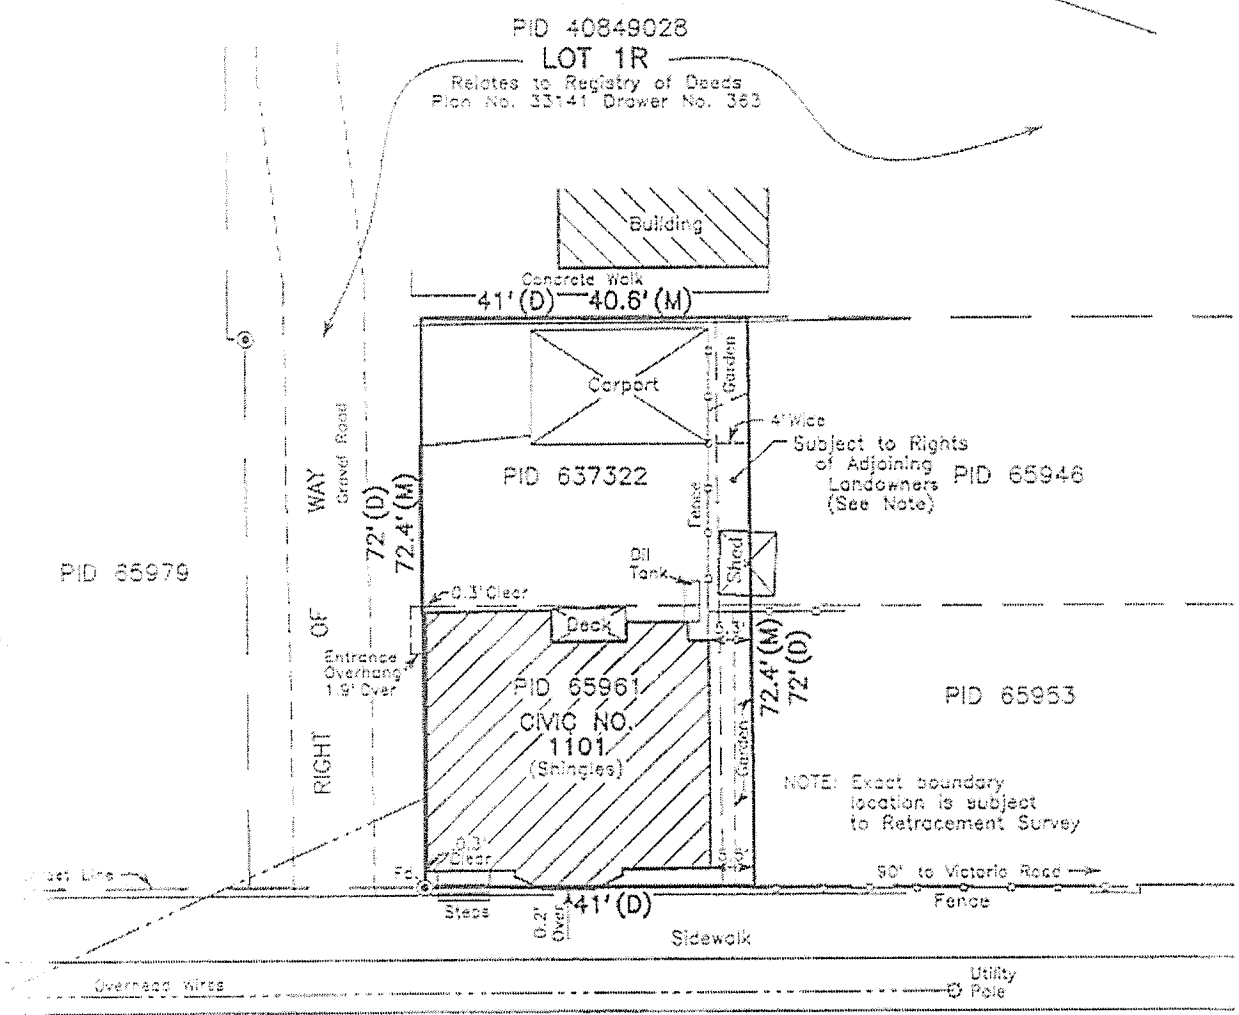 PID 40849028
LOT 1R
Relates to Registry of Deeds
Plan No. 33141 Drawer No. 363
Building
Concrete Walk
41' (D) 40.6' (M)
Garden
Carport
4' Wide
Subject to Rights
of Adjoining
Landowners
(See Note)
PID 65946
PID 637322
WAY
Gravel Road
72' (D)
72.4' (M)
Fence
Shed
Oil
Tank
PID 65979
0.3' Clear
OF
Deck
5.3'
72.4' (M)
72' (D)
Entrance
Overhang
1.9' Over
PID 65961
PID 65953
CIVIC NO.
1101
(Shingles)
RIGHT
Garden
NOTE: Exact boundary
location is subject
to Retracement Survey
0.3'
Clear
Line
Fd.
90' to Victoria Road
Fence
Steps
0.2'
Over
41' (D)
Sidewalk
Overhead Wires
Utility
Pole